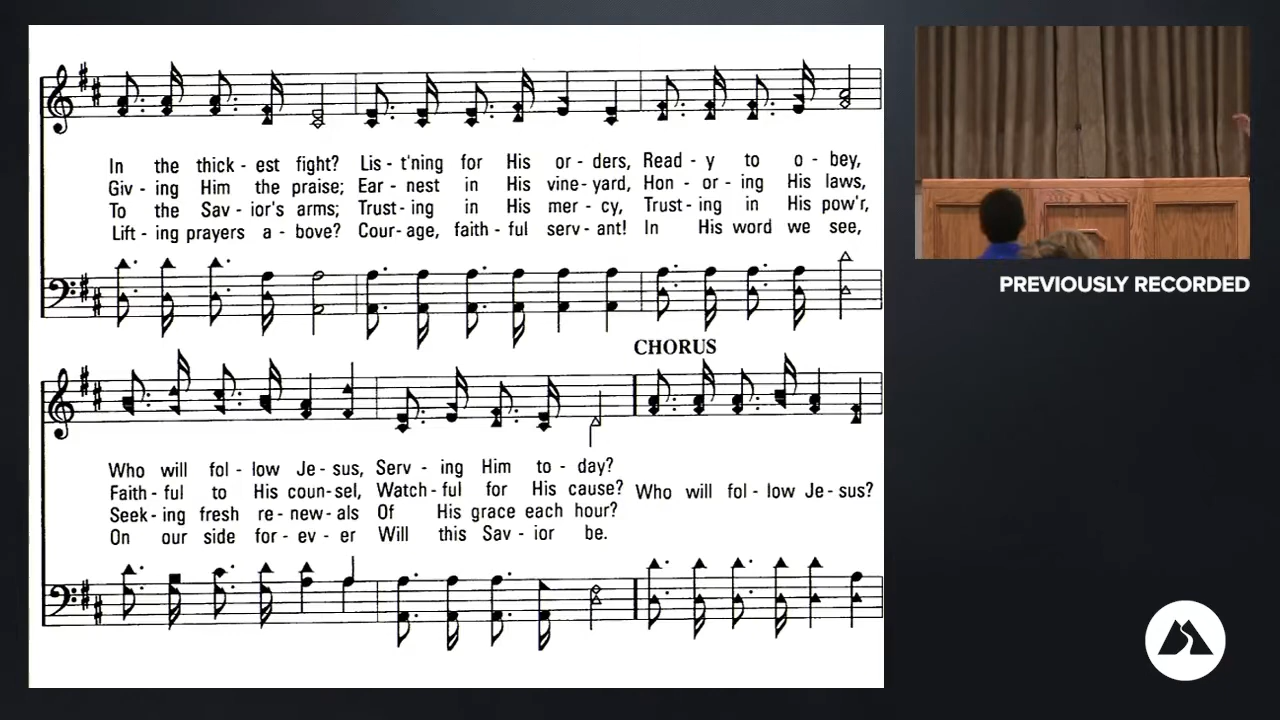 In the thick - est fight? Lis - t'ning for His or - ders, Read - y to o - bey,
Giv - ing Him the praise; Ear - nest in His vine - yard, Hon - or - ing His laws,
To the Sav - ior's arms; Trust - ing in His mer - cy, Trust - ing in His pow'r,
Lift - ing prayers a - bove? Cour - age, faith - ful serv - ant! In His word we see,
PREVIOUSLY RECORDED
CHORUS
Who will fol - low Je - sus, Serv - ing Him to - day?
Faith - ful to His coun - sel, Watch - ful for His cause? Who will fol - low Je - sus?
Seek - ing fresh re - new - als Of His grace each hour?
On our side for - ev - er Will this Sav - ior be.